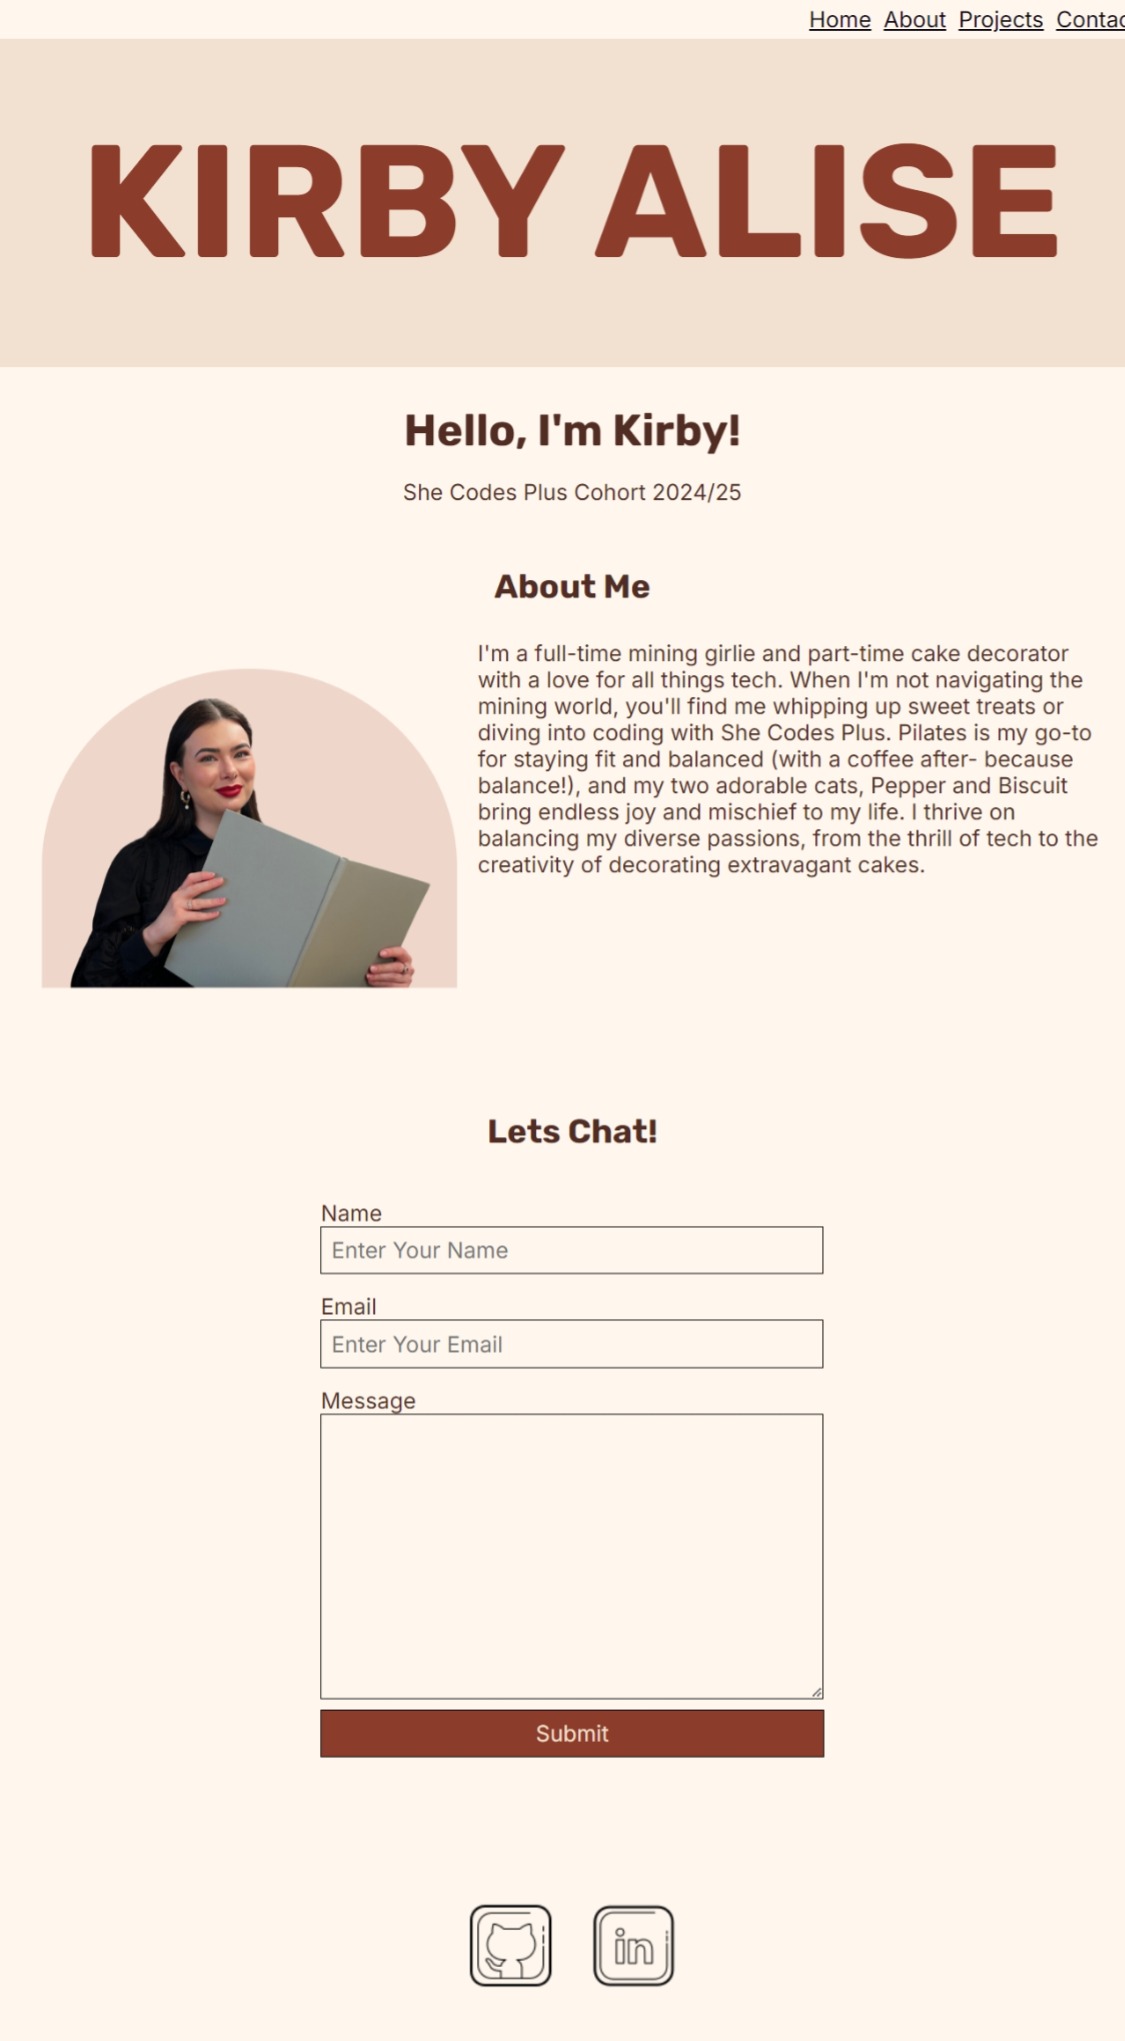 Home About Projects Contac
KIRBY ALISE
Hello, I'm Kirby!
She Codes Plus Cohort 2024/25
About Me
I'm a full-time mining girlie and part-time cake decorator
with a love for all things tech. When I'm not navigating the
mining world, you'll find me whipping up sweet treats or
diving into coding with She Codes Plus. Pilates is my go-to
for staying fit and balanced (with a coffee after- because
balance!), and my two adorable cats, Pepper and Biscuit
bring endless joy and mischief to my life. I thrive on
balancing my diverse passions, from the thrill of tech to the
creativity of decorating extravagant cakes.
Lets Chat!
Name
Enter Your Name
Email
Enter Your Email
Message
Submit
in